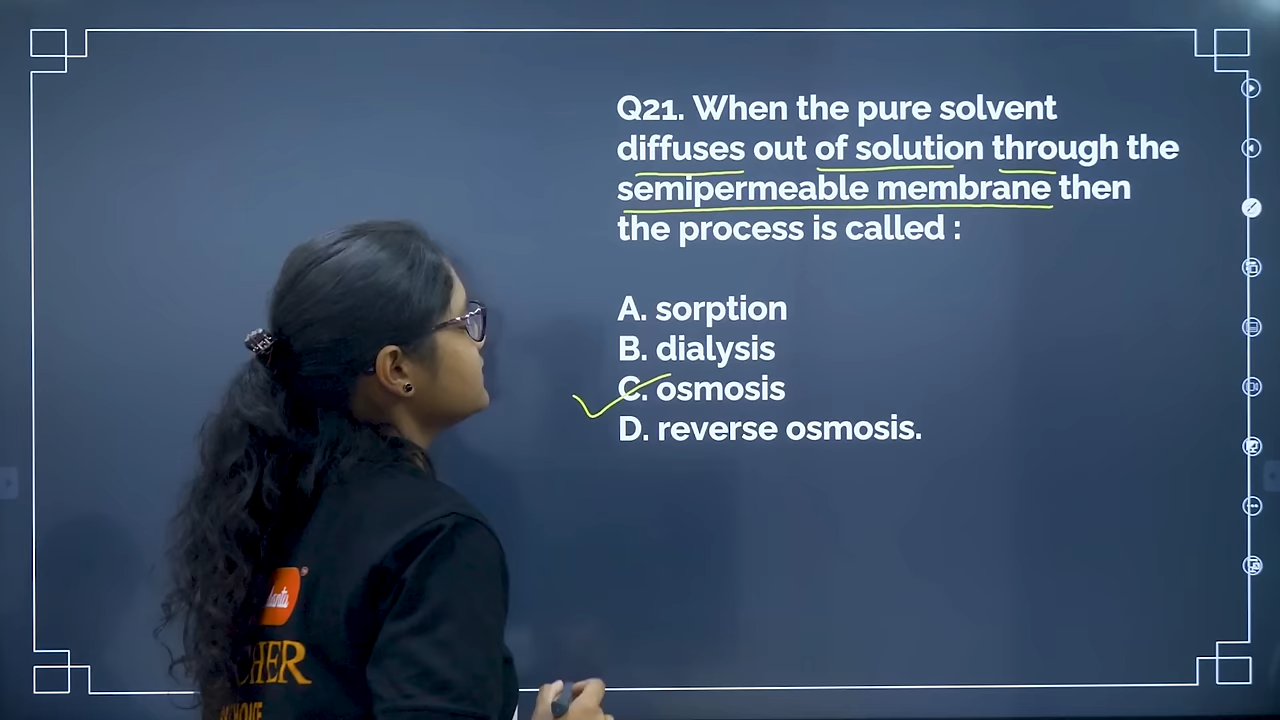 Q21. When the pure solvent
diffuses out of solution through the
semipermeable membrane then
the process is called :
A. sorption
B. dialysis
C. osmosis
D. reverse osmosis.